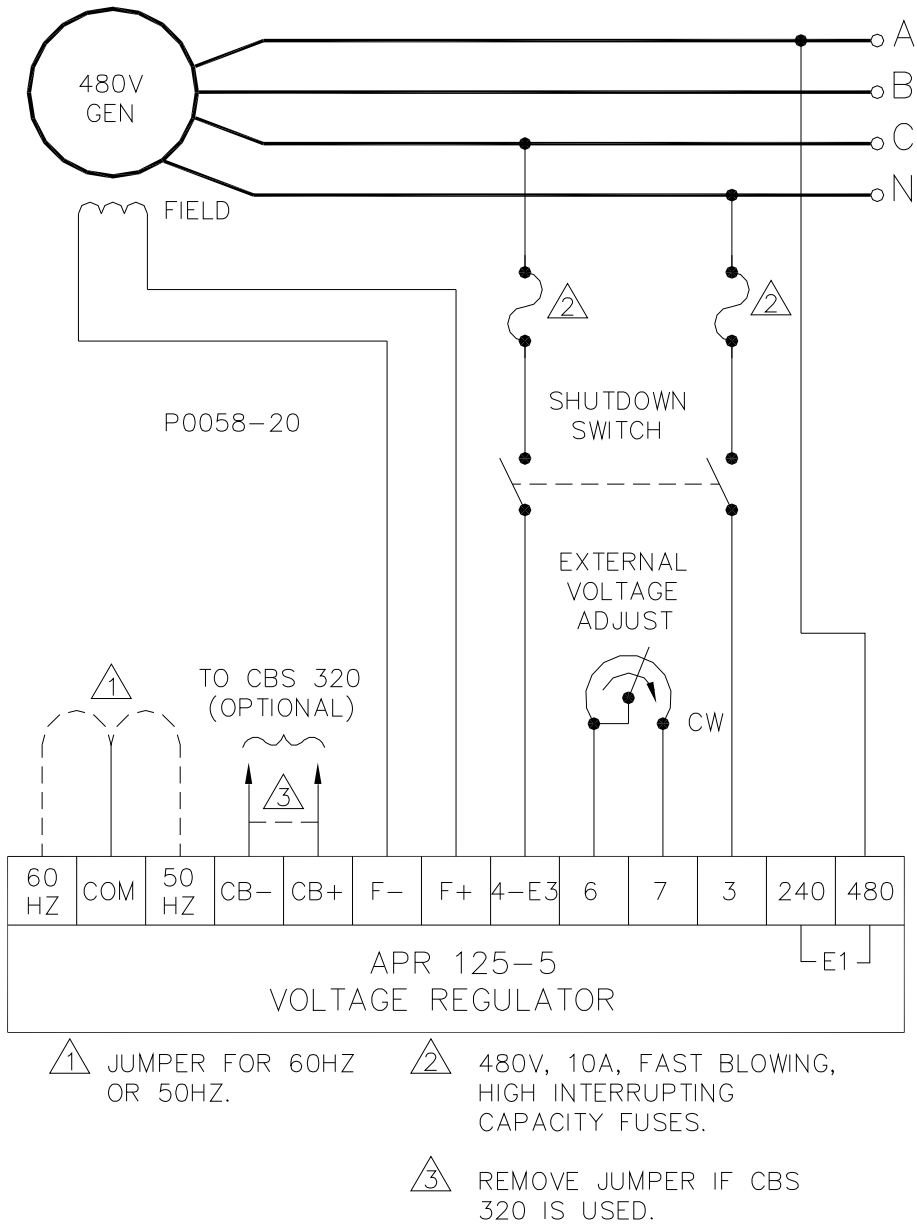 480V
GEN
A
B
C
N
FIELD
2
2
P0058-20
SHUTDOWN
SWITCH
EXTERNAL
VOLTAGE
ADJUST
CW
1
TO CBS 320
(OPTIONAL)
3
60
HZ
COM
50
HZ
CB-
CB+
F-
F+
4-E3
6
7
3
240
480
E1
APR 125-5
VOLTAGE REGULATOR
1 JUMPER FOR 60HZ
OR 50HZ.
2 480V, 10A, FAST BLOWING,
HIGH INTERRUPTING
CAPACITY FUSES.
3 REMOVE JUMPER IF CBS
320 IS USED.